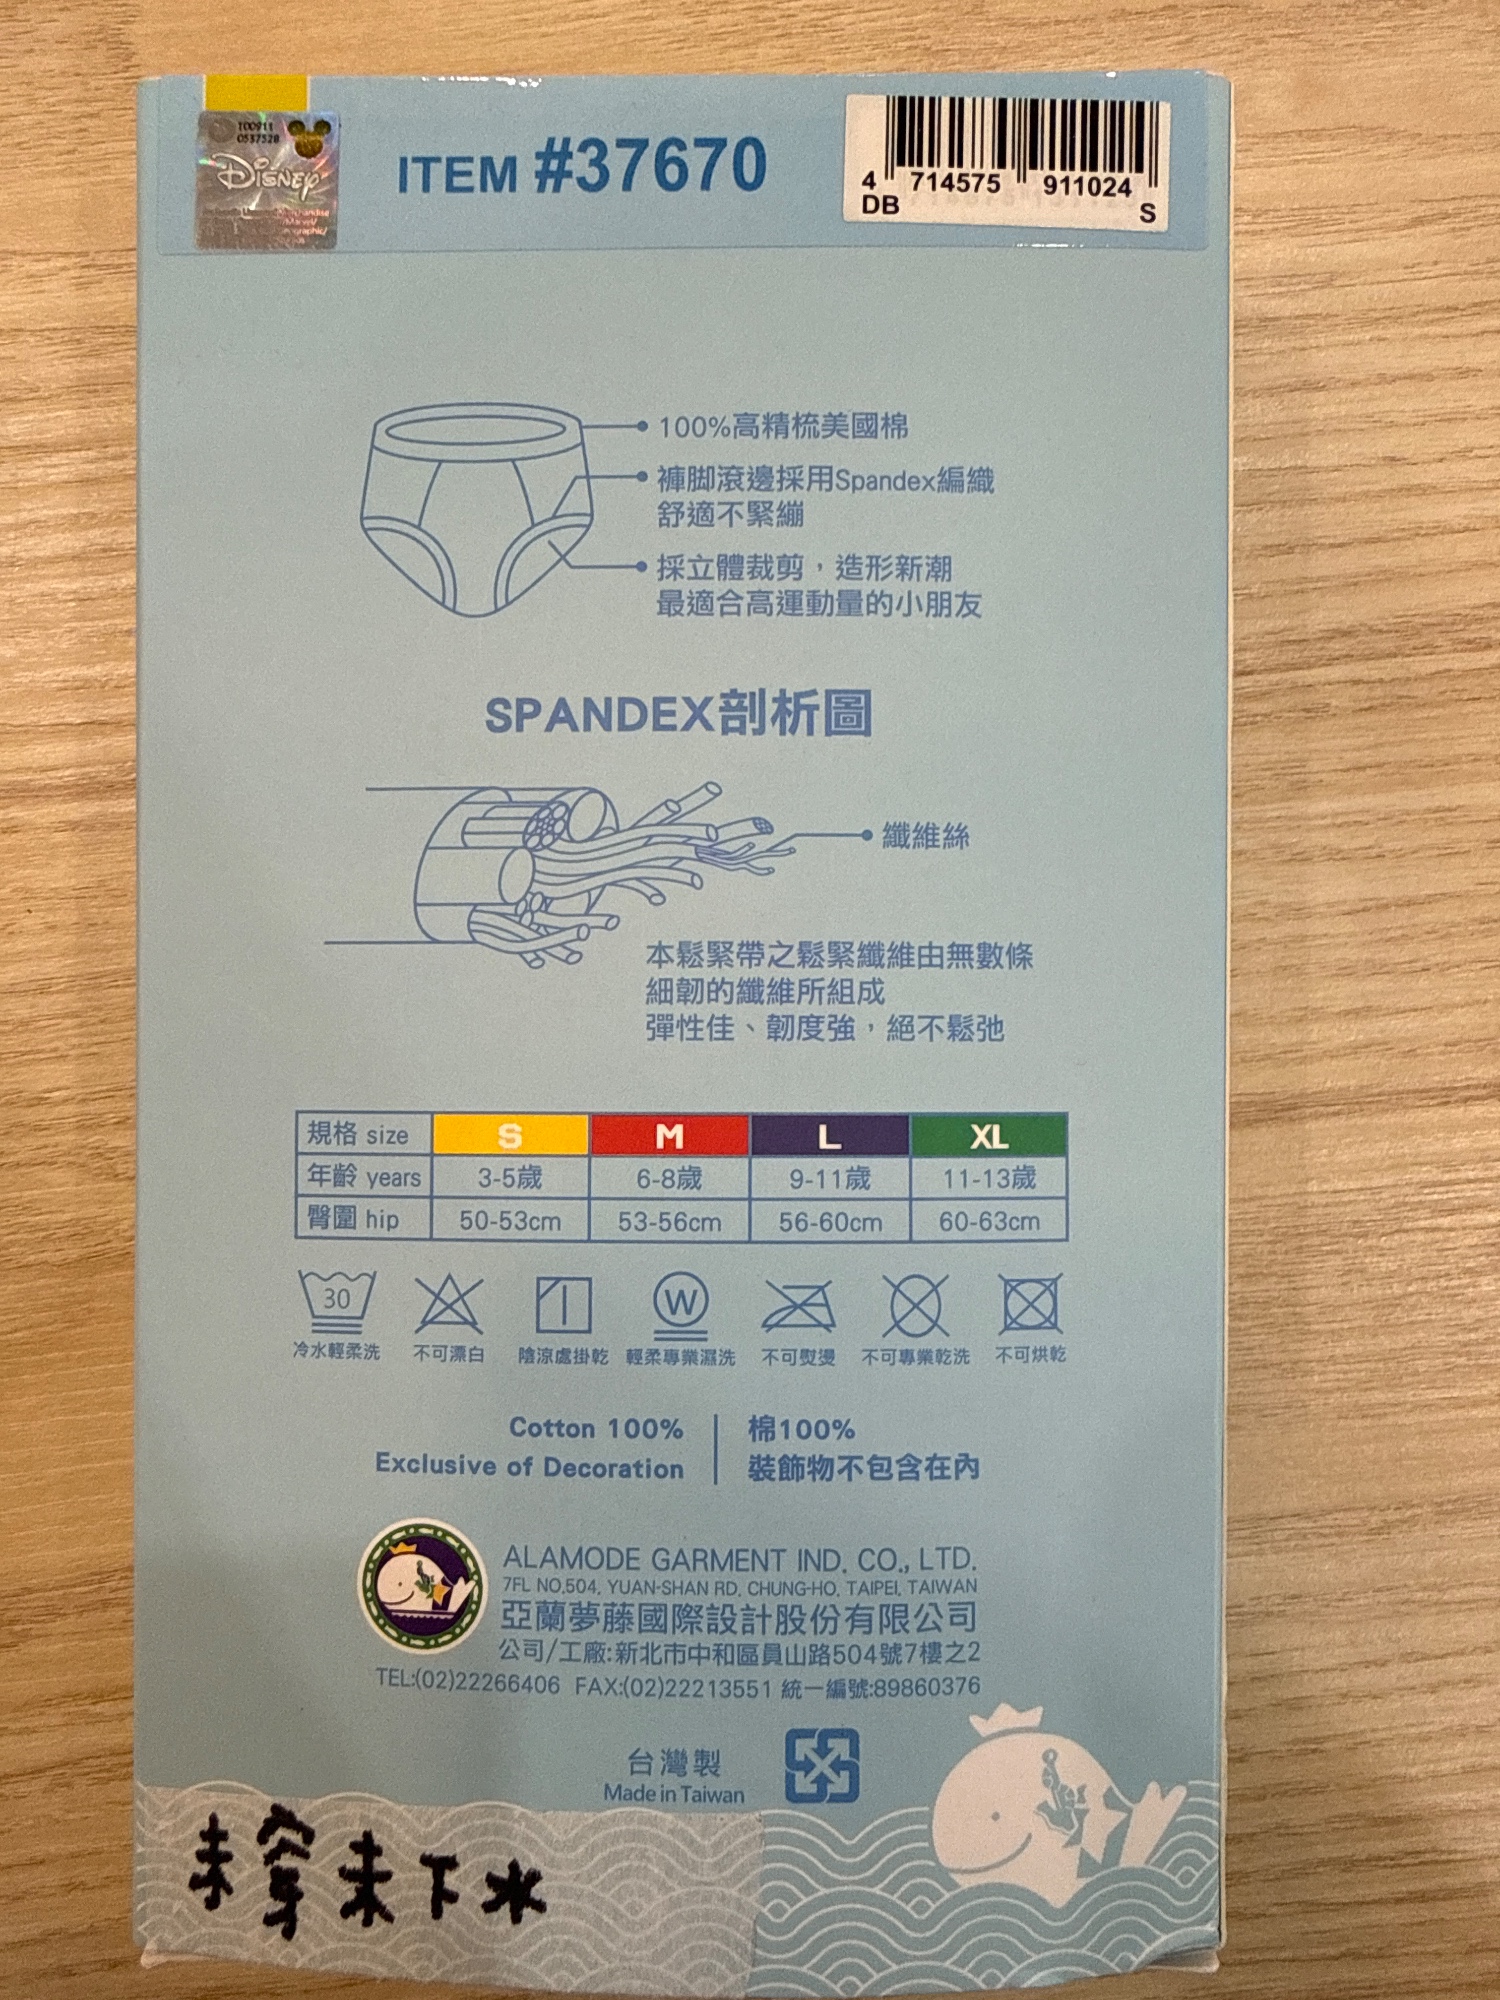 100911
0537528
Disney
ITEM #37670
4 714575 911024
DB S
100%高精梳美國棉
褲脚滾邊採用Spandex編織
舒適不緊繃
採立體裁剪，造形新潮
最適合高運動量的小朋友
SPANDEX剖析圖
纖維絲
本鬆緊帶之鬆緊纖維由無數條
細韌的纖維所組成
彈性佳、韌度強，絕不鬆弛
規格 size S M L XL
年齡 years 3-5歲 6-8歲 9-11歲 11-13歲
臀圍 hip 50-53cm 53-56cm 56-60cm 60-63cm
30 W
冷水輕柔洗 不可漂白 陰涼處掛乾 輕柔專業濕洗 不可熨燙 不可專業乾洗 不可烘乾
Cotton 100% 棉100%
Exclusive of Decoration 裝飾物不包含在內
ALAMODE GARMENT IND. CO., LTD.
7FL NO.504, YUAN-SHAN RD. CHUNG-HO. TAIPEI, TAIWAN
亞蘭夢藤國際設計股份有限公司
公司/工廠:新北市中和區員山路504號7樓之2
TEL:(02)22266406 FAX:(02)22213551 統一編號:89860376
台灣製
Made in Taiwan
未穿未下水